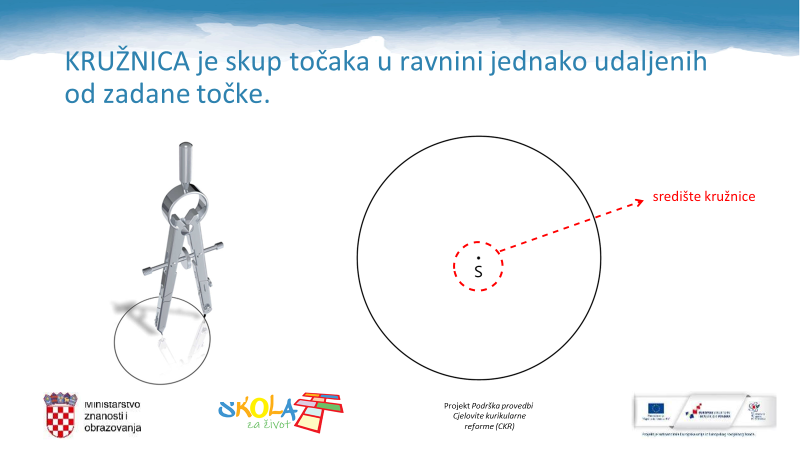 KRUŽNICA je skup točaka u ravnini jednako udaljenih
od zadane točke.
središte kružnice
S
Ministarstvo
znanosti i
obrazovanja
ŠKOLA
za život
Projekt Podrška provedbi
Cjelovite kurikularne
reforme (CKR)